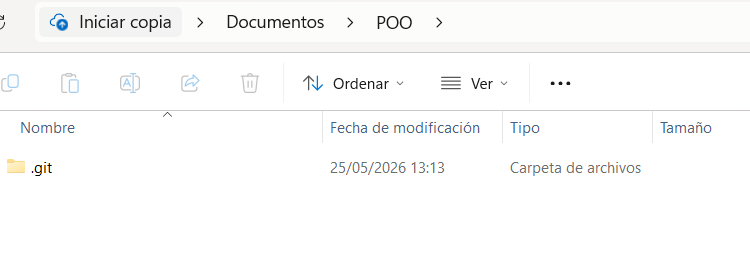 Iniciar copia > Documentos > POO >
Ordenar Ver ...
Nombre Fecha de modificación Tipo Tamaño
.git 25/05/2026 13:13 Carpeta de archivos